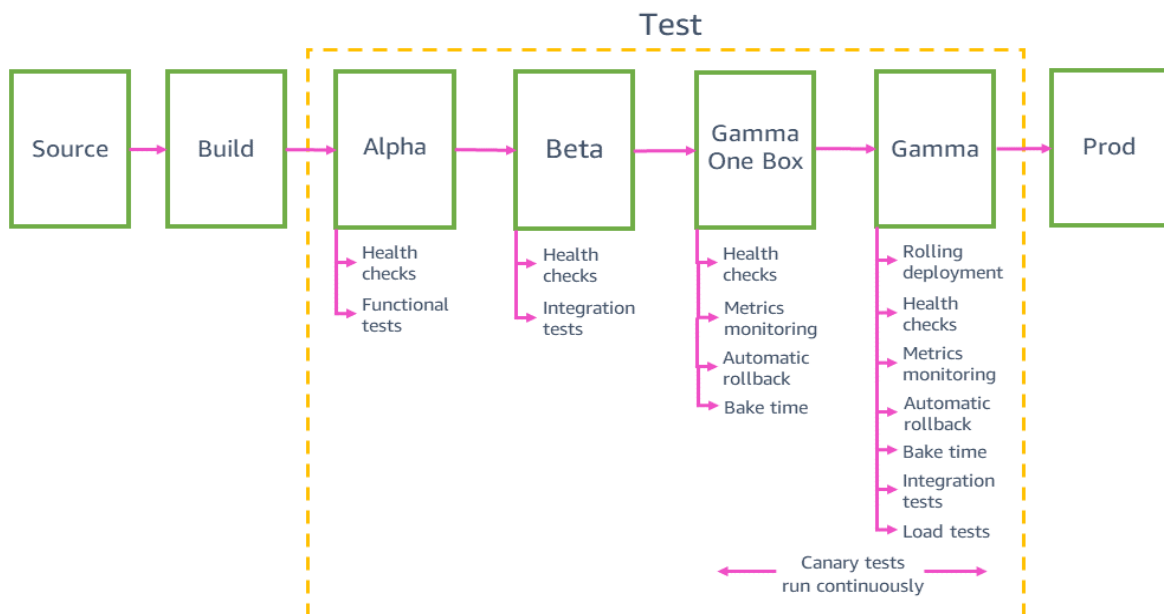 Test
Source
Build
Alpha
Beta
Gamma
One Box
Gamma
Prod
Health
checks
Functional
tests
Health
checks
Integration
tests
Health
checks
Metrics
monitoring
Automatic
rollback
Bake time
Rolling
deployment
Health
checks
Metrics
monitoring
Automatic
rollback
Bake time
Integration
tests
Load tests
Canary tests
run continuously